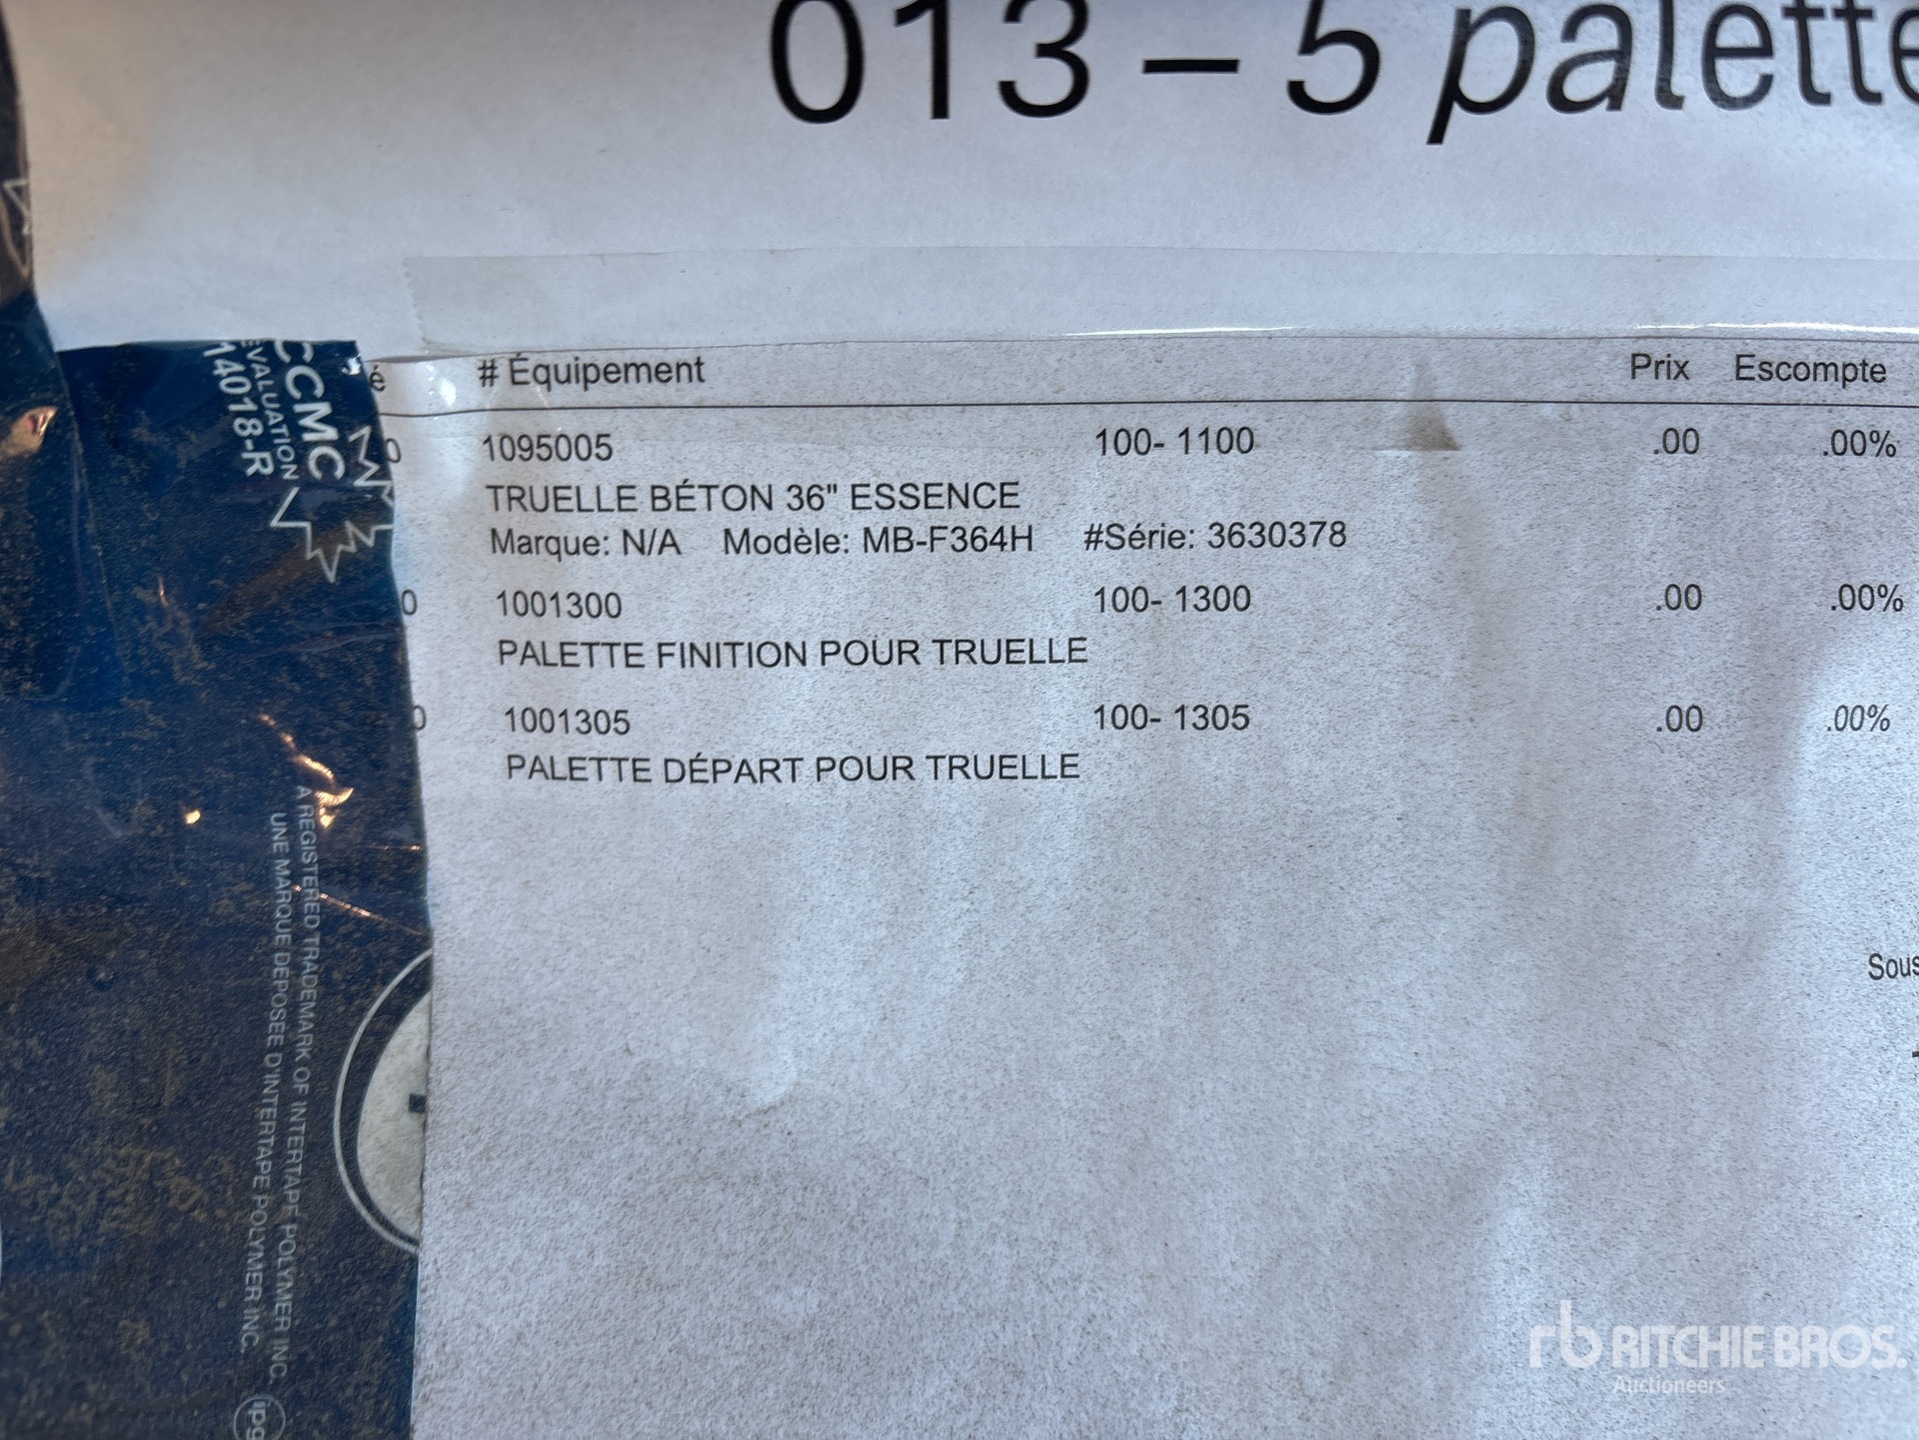 013 – 5 palette
# Équipement Prix Escompte
1095005 100- 1100 .00 .00%
TRUELLE BÉTON 36" ESSENCE
Marque: N/A Modèle: MB-F364H #Série: 3630378
1001300 100- 1300 .00 .00%
PALETTE FINITION POUR TRUELLE
1001305 100- 1305 .00 .00%
PALETTE DÉPART POUR TRUELLE
Sous
CCMC
EVALUATION
14018-R
A REGISTERED TRADEMARK OF INTERTAPE POLYMER INC.
UNE MARQUE DÉPOSÉE D'INTERTAPE POLYMER INC.
ipg
rb RITCHIE BROS.
Auctioneers